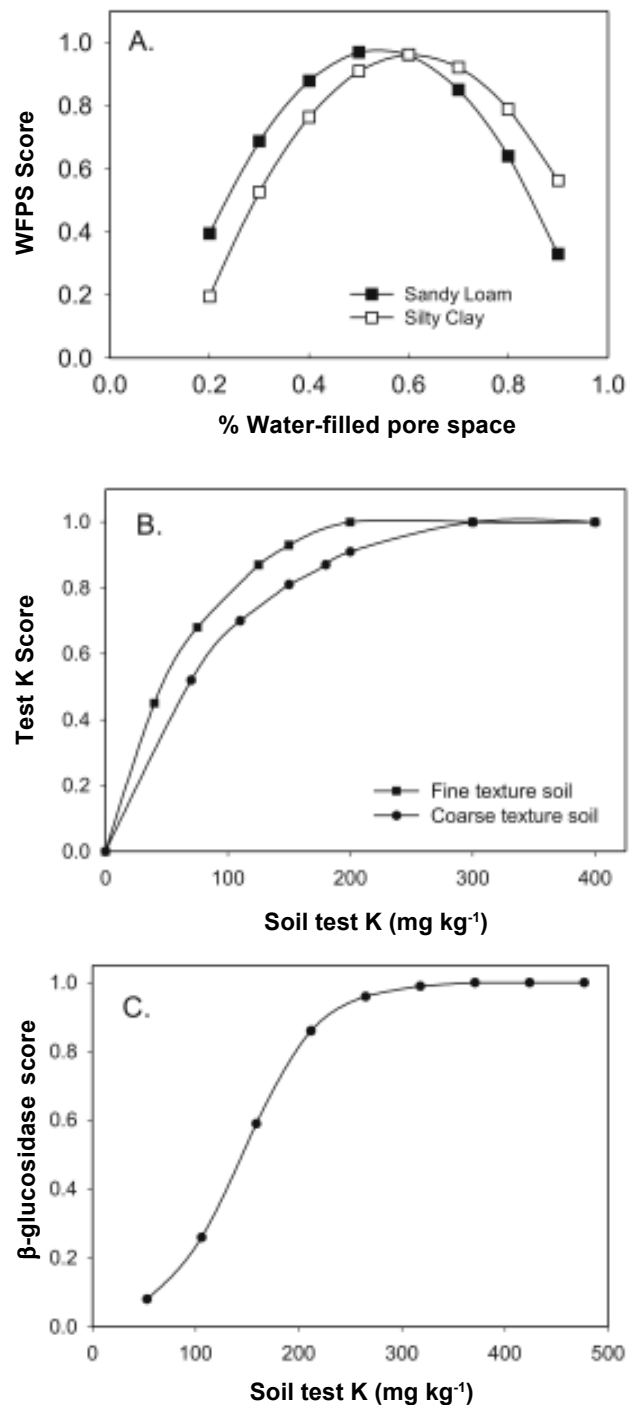 A.
WFPS Score
1.0
0.8
0.6
0.4
0.2
0.0
Sandy Loam
Silty Clay
0.0 0.2 0.4 0.6 0.8 1.0
% Water-filled pore space
B.
Test K Score
1.0
0.8
0.6
0.4
0.2
0.0
Fine texture soil
Coarse texture soil
0 100 200 300 400
Soil test K (mg kg⁻¹)
C.
β-glucosidase score
1.0
0.8
0.6
0.4
0.2
0.0
0 100 200 300 400 500
Soil test K (mg kg⁻¹)